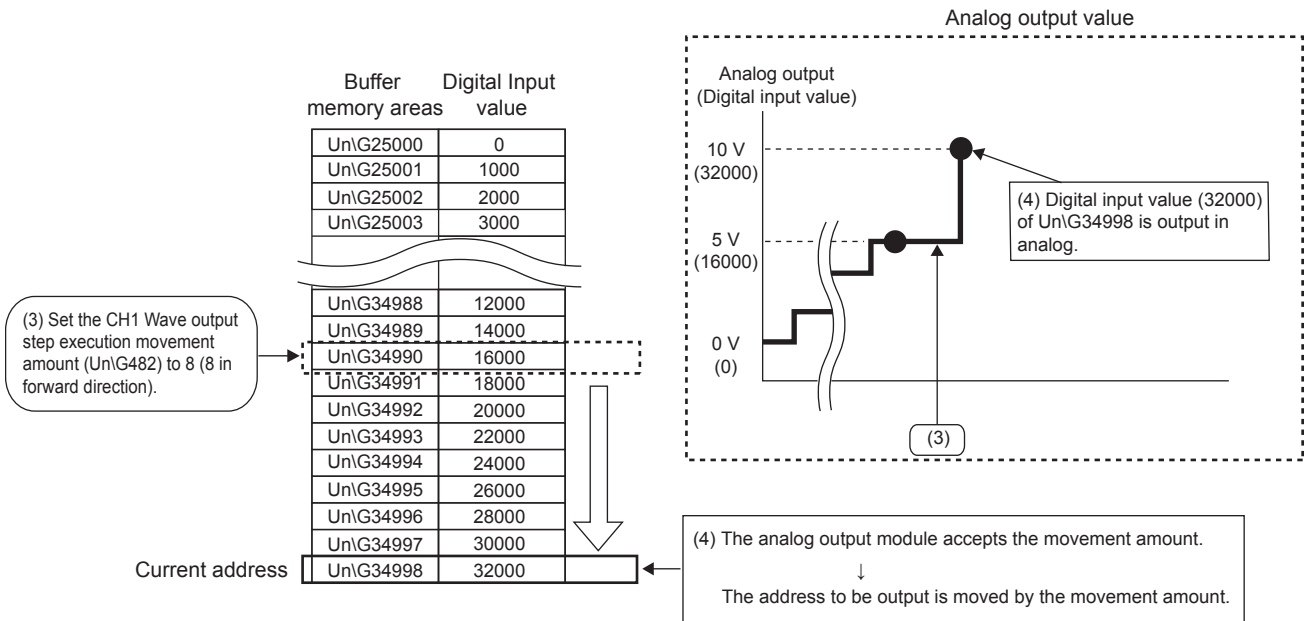 Analog output value
Buffer
memory areas
Digital Input
value
Un\G25000 0
Un\G25001 1000
Un\G25002 2000
Un\G25003 3000
Un\G34988 12000
Un\G34989 14000
Un\G34990 16000
Un\G34991 18000
Un\G34992 20000
Un\G34993 22000
Un\G34994 24000
Un\G34995 26000
Un\G34996 28000
Un\G34997 30000
Current address Un\G34998 32000
(3) Set the CH1 Wave output
step execution movement
amount (Un\G482) to 8 (8 in
forward direction).
Analog output
(Digital input value)
10 V
(32000)
5 V
(16000)
0 V
(0)
(4) Digital input value (32000)
of Un\G34998 is output in
analog.
(3)
(4) The analog output module accepts the movement amount.
↓
The address to be output is moved by the movement amount.